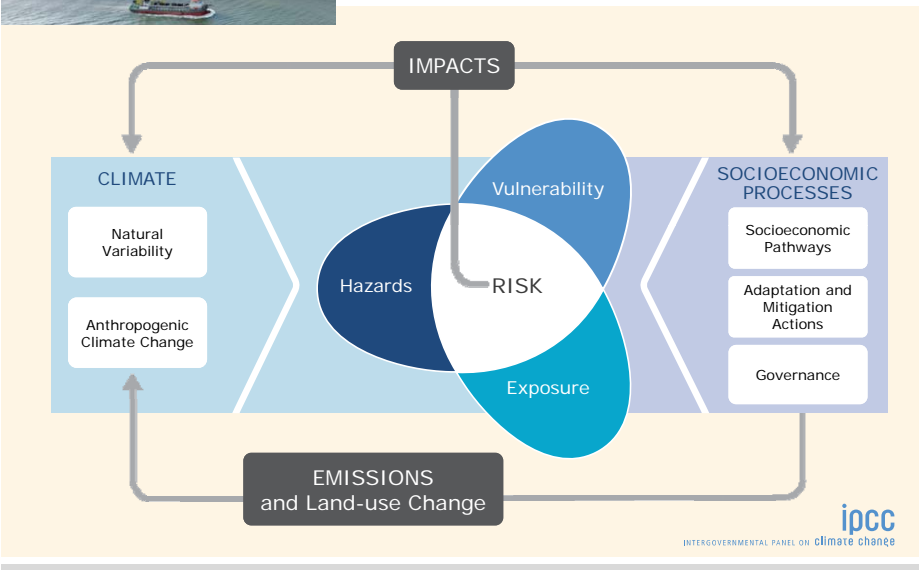 IMPACTS
CLIMATE
Natural
Variability
Anthropogenic
Climate Change
Vulnerability
Hazards
RISK
Exposure
SOCIOECONOMIC
PROCESSES
Socioeconomic
Pathways
Adaptation and
Mitigation
Actions
Governance
EMISSIONS
and Land-use Change
ipcc
INTERGOVERNMENTAL PANEL ON climate change